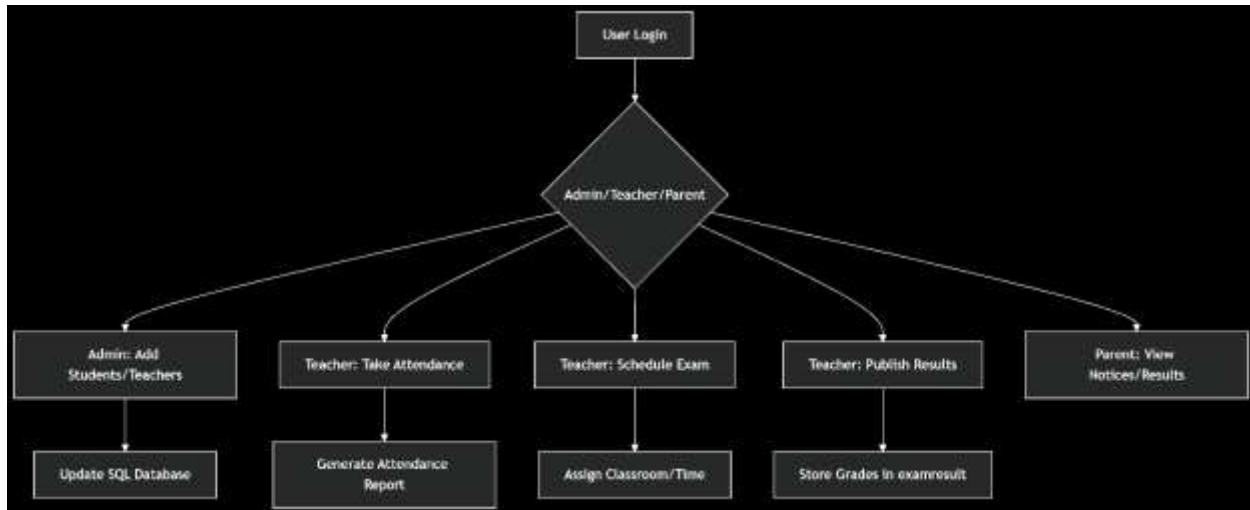 User Login
Admin/Teacher/Parent
Admin: Add
Students/Teachers
Teacher: Take Attendance
Teacher: Schedule Exam
Teacher: Publish Results
Parent: View
Notices/Results
Update SQL Database
Generate Attendance
Report
Assign Classroom/Time
Store Grades in examresult